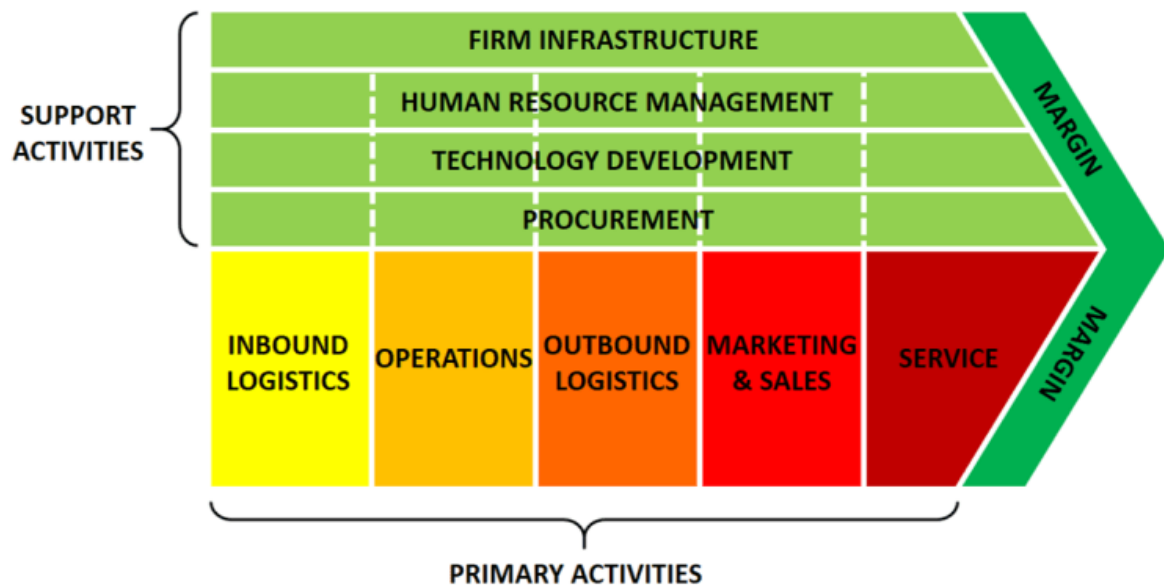 FIRM INFRASTRUCTURE
HUMAN RESOURCE MANAGEMENT
SUPPORT
ACTIVITIES
TECHNOLOGY DEVELOPMENT
PROCUREMENT
MARGIN
INBOUND
LOGISTICS
OPERATIONS
OUTBOUND
LOGISTICS
MARKETING
& SALES
SERVICE
MARGIN
PRIMARY ACTIVITIES